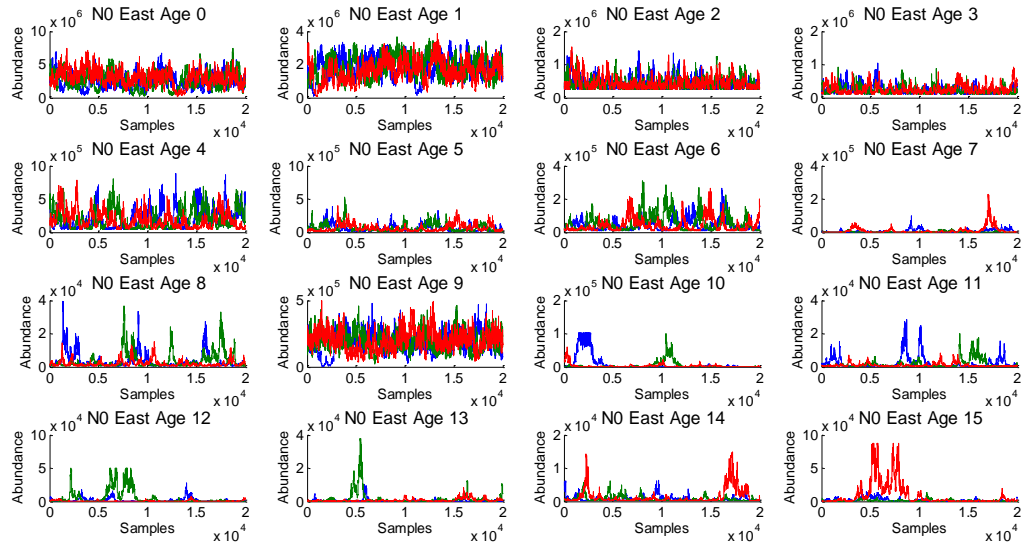 N0 East Age 0 N0 East Age 1 N0 East Age 2 N0 East Age 3
x 10^6 x 10^6 x 10^6 x 10^6
Abundance Abundance Abundance Abundance
10 4 2 2
5 2 1 1
0 0 0 0
0 0.5 1 1.5 2 0 0.5 1 1.5 2 0 0.5 1 1.5 2 0 0.5 1 1.5 2
Samples Samples Samples Samples
x 10^4 x 10^4 x 10^4 x 10^4
N0 East Age 4 N0 East Age 5 N0 East Age 6 N0 East Age 7
x 10^5 x 10^5 x 10^5 x 10^5
Abundance Abundance Abundance Abundance
10 10 4 4
5 5 2 2
0 0 0 0
0 0.5 1 1.5 2 0 0.5 1 1.5 2 0 0.5 1 1.5 2 0 0.5 1 1.5 2
Samples Samples Samples Samples
x 10^4 x 10^4 x 10^4 x 10^4
N0 East Age 8 N0 East Age 9 N0 East Age 10 N0 East Age 11
x 10^4 x 10^5 x 10^5 x 10^4
Abundance Abundance Abundance Abundance
4 5 2 4
2 1 2
0 0 0 0
0 0.5 1 1.5 2 0 0.5 1 1.5 2 0 0.5 1 1.5 2 0 0.5 1 1.5 2
Samples Samples Samples Samples
x 10^4 x 10^4 x 10^4 x 10^4
N0 East Age 12 N0 East Age 13 N0 East Age 14 N0 East Age 15
x 10^4 x 10^4 x 10^4 x 10^4
Abundance Abundance Abundance Abundance
10 4 2 10
5 2 1 5
0 0 0 0
0 0.5 1 1.5 2 0 0.5 1 1.5 2 0 0.5 1 1.5 2 0 0.5 1 1.5 2
Samples Samples Samples Samples
x 10^4 x 10^4 x 10^4 x 10^4